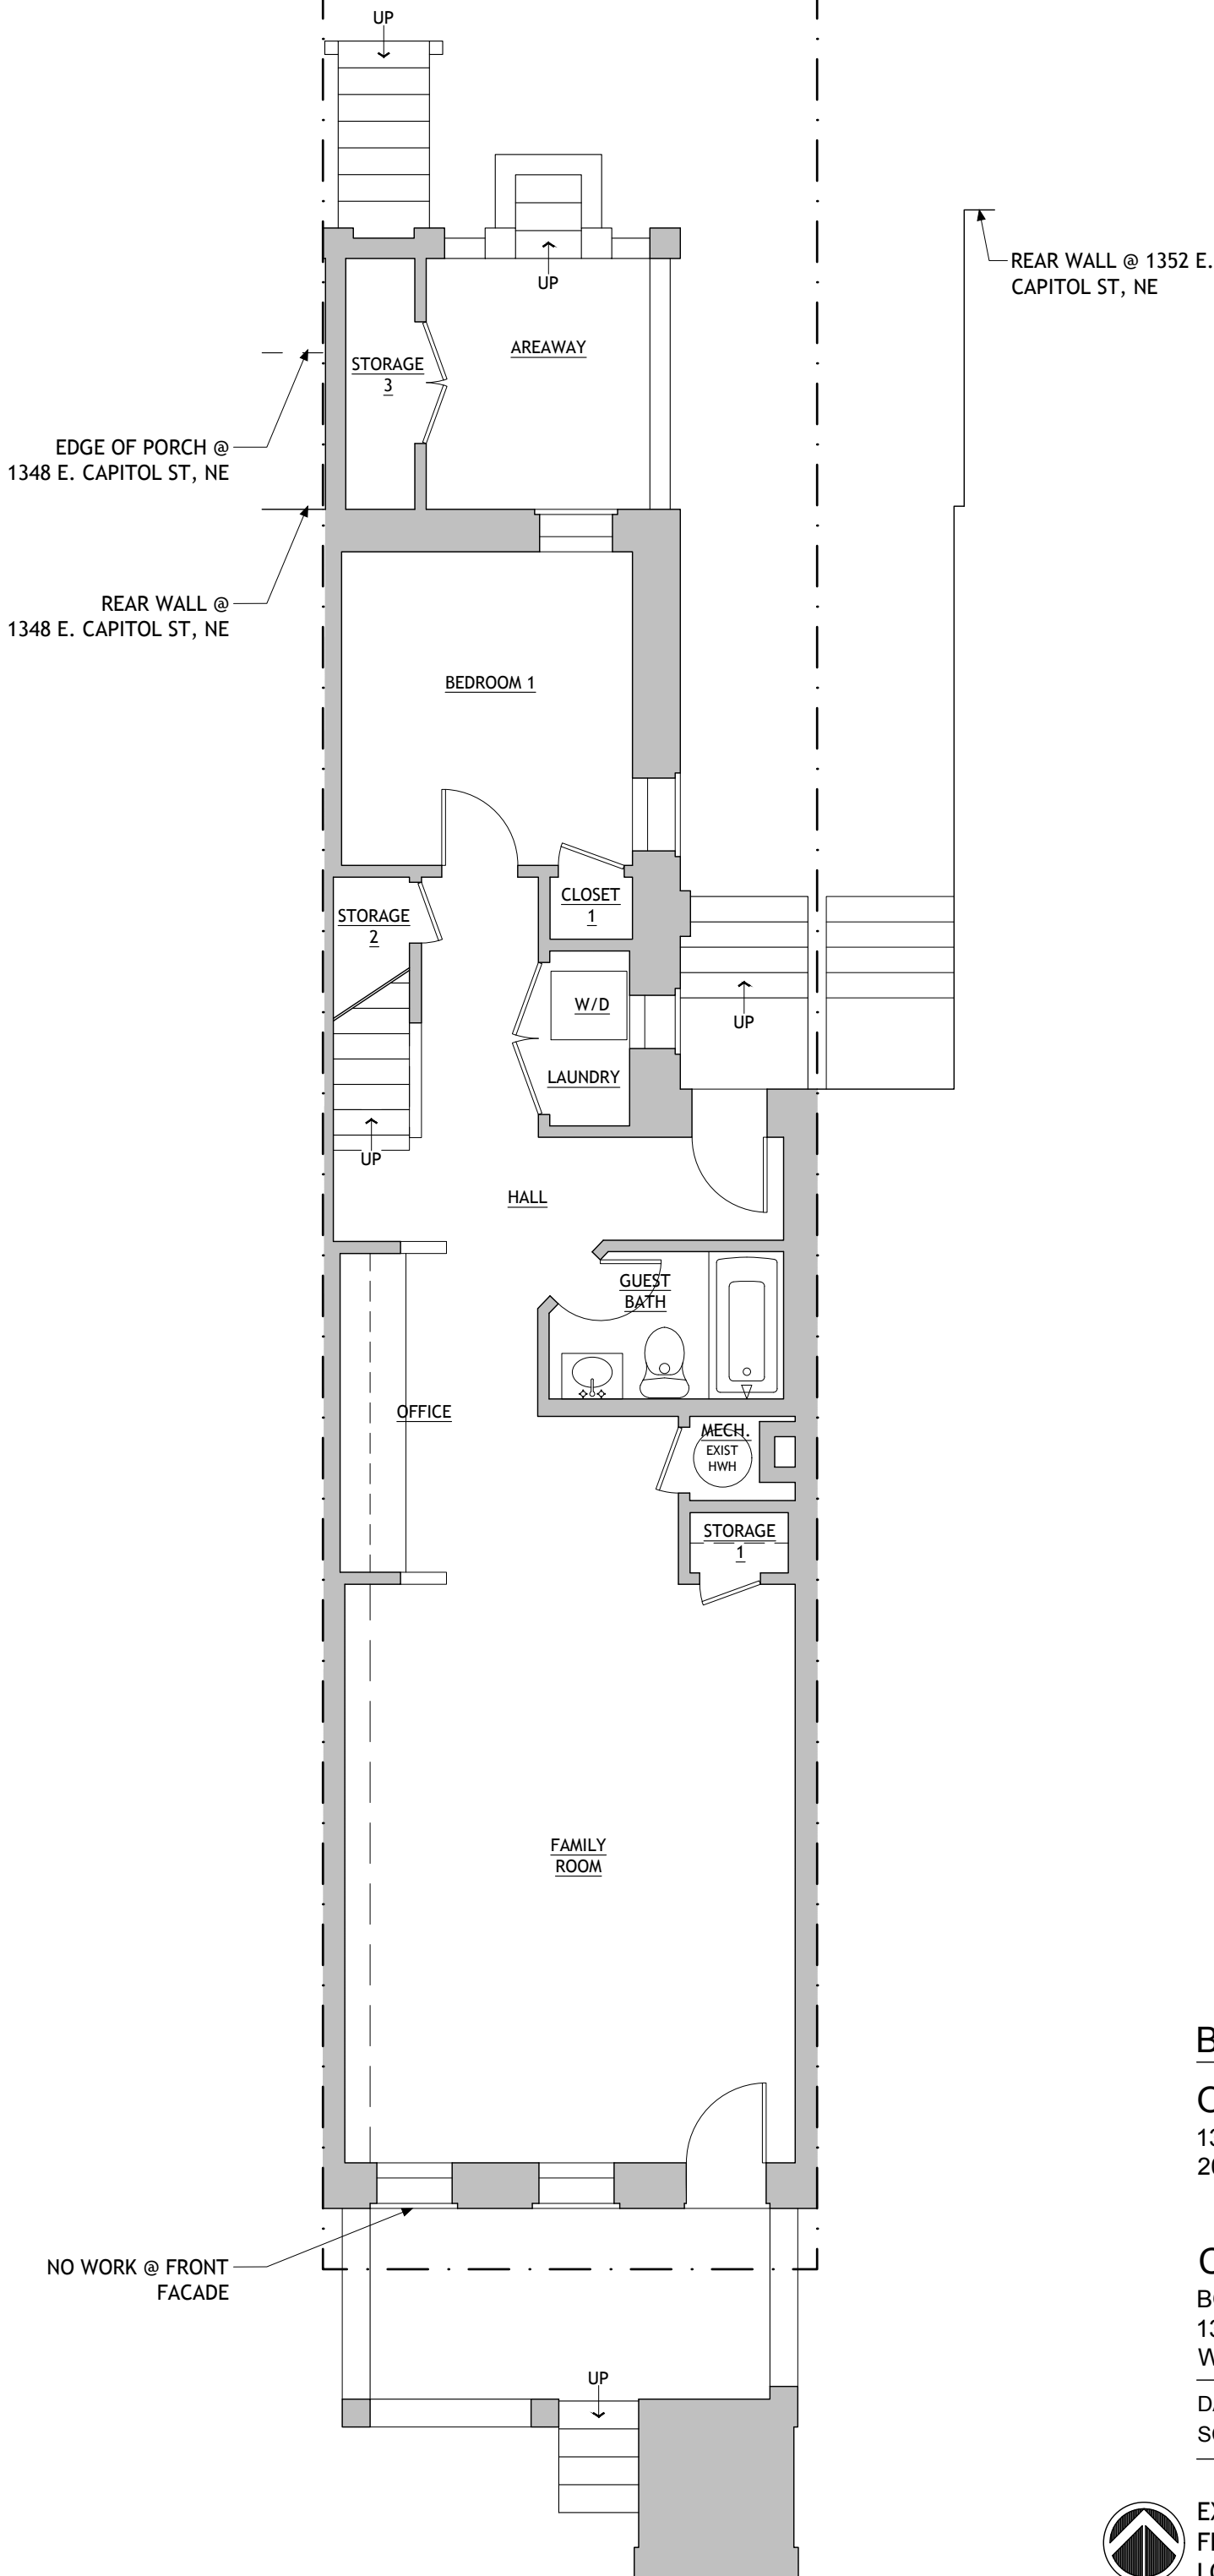 UP
REAR WALL @ 1352 E.
CAPITOL ST, NE
UP
AREAWAY
STORAGE
3
EDGE OF PORCH @
1348 E. CAPITOL ST, NE
REAR WALL @
1348 E. CAPITOL ST, NE
BEDROOM 1
CLOSET
1
STORAGE
2
W/D
UP
LAUNDRY
UP
HALL
GUEST
BATH
OFFICE
MECH.
EXIST
HWH
STORAGE
1
FAMILY
ROOM
NO WORK @ FRONT
FACADE
UP